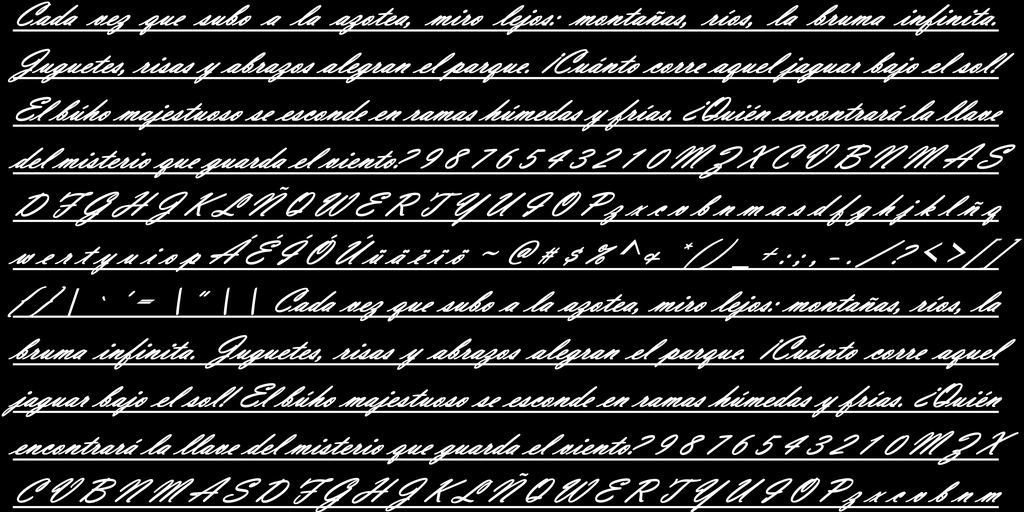 Cada vez que subo a la azotea, miro lejos: montañas, ríos, la bruma infinita.
Juguetes, risas y abrazos alegran el parque. ¡Cuánto corre aquel jaguar bajo el sol!
El búho majestuoso se esconde en ramas húmedas y frías. ¿Quién encontrará la llave
del misterio que guarda el viento? 9 8 7 6 5 4 3 2 1 0 M Z X C V B N M A S
D F G H J K L Ñ Q W E R T Y U I O P z x c v b n m a s d f g h j k l ñ q
w e r t y u i o p Á É Í Ó Ú ü ä ë ï ö ~ @ # $ % ^ & * ( ) _ + : ; , - . / ? < > [ ]
{ } | ` ' = | " | | Cada vez que subo a la azotea, miro lejos: montañas, ríos, la
bruma infinita. Juguetes, risas y abrazos alegran el parque. ¡Cuánto corre aquel
jaguar bajo el sol! El búho majestuoso se esconde en ramas húmedas y frías. ¿Quién
encontrará la llave del misterio que guarda el viento? 9 8 7 6 5 4 3 2 1 0 M Z X
C V B N M A S D F G H J K L Ñ Q W E R T Y U I O P z x c v b n m